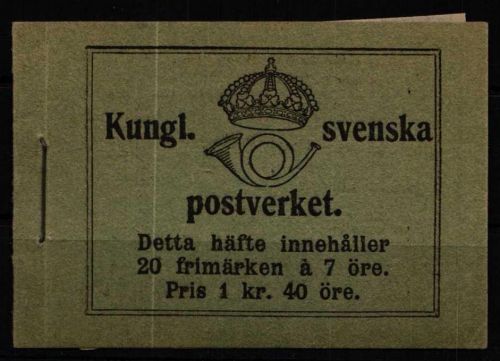 Kungl. svenska
postverket.
Detta häfte innehåller
20 frimärken à 7 öre.
Pris 1 kr. 40 öre.